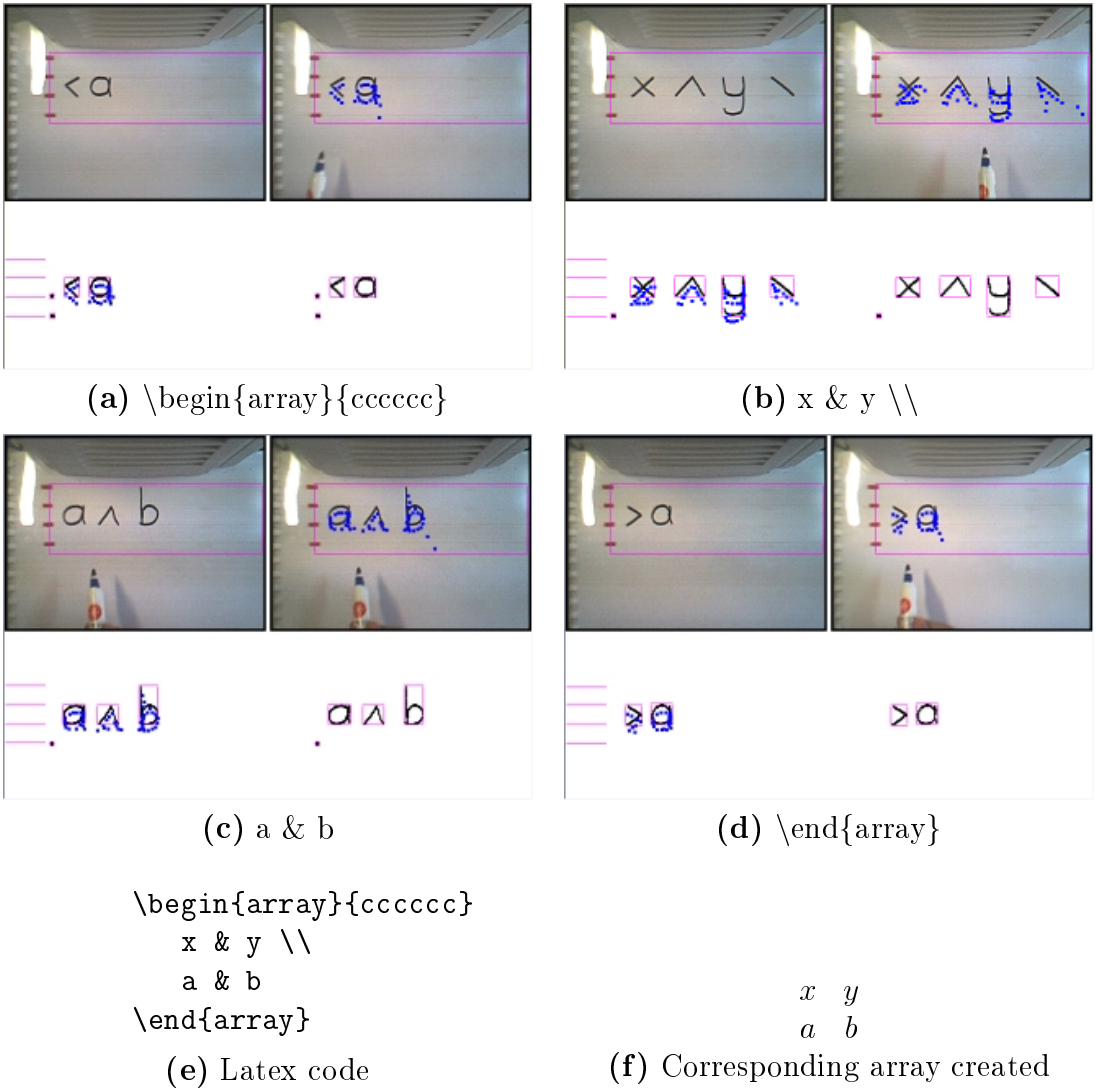 <a <a
x ∧ y \ x ∧ y \
<a <a
x ∧ y \ x ∧ y \
(a) \begin{array}{cccccc}
(b) x & y \\
a ∧ b a ∧ b
>a >a
a ∧ b a ∧ b
>a >a
(c) a & b
(d) \end{array}
\begin{array}{cccccc}
x & y \\
a & b
\end{array}
(e) Latex code
x y
a b
(f) Corresponding array created